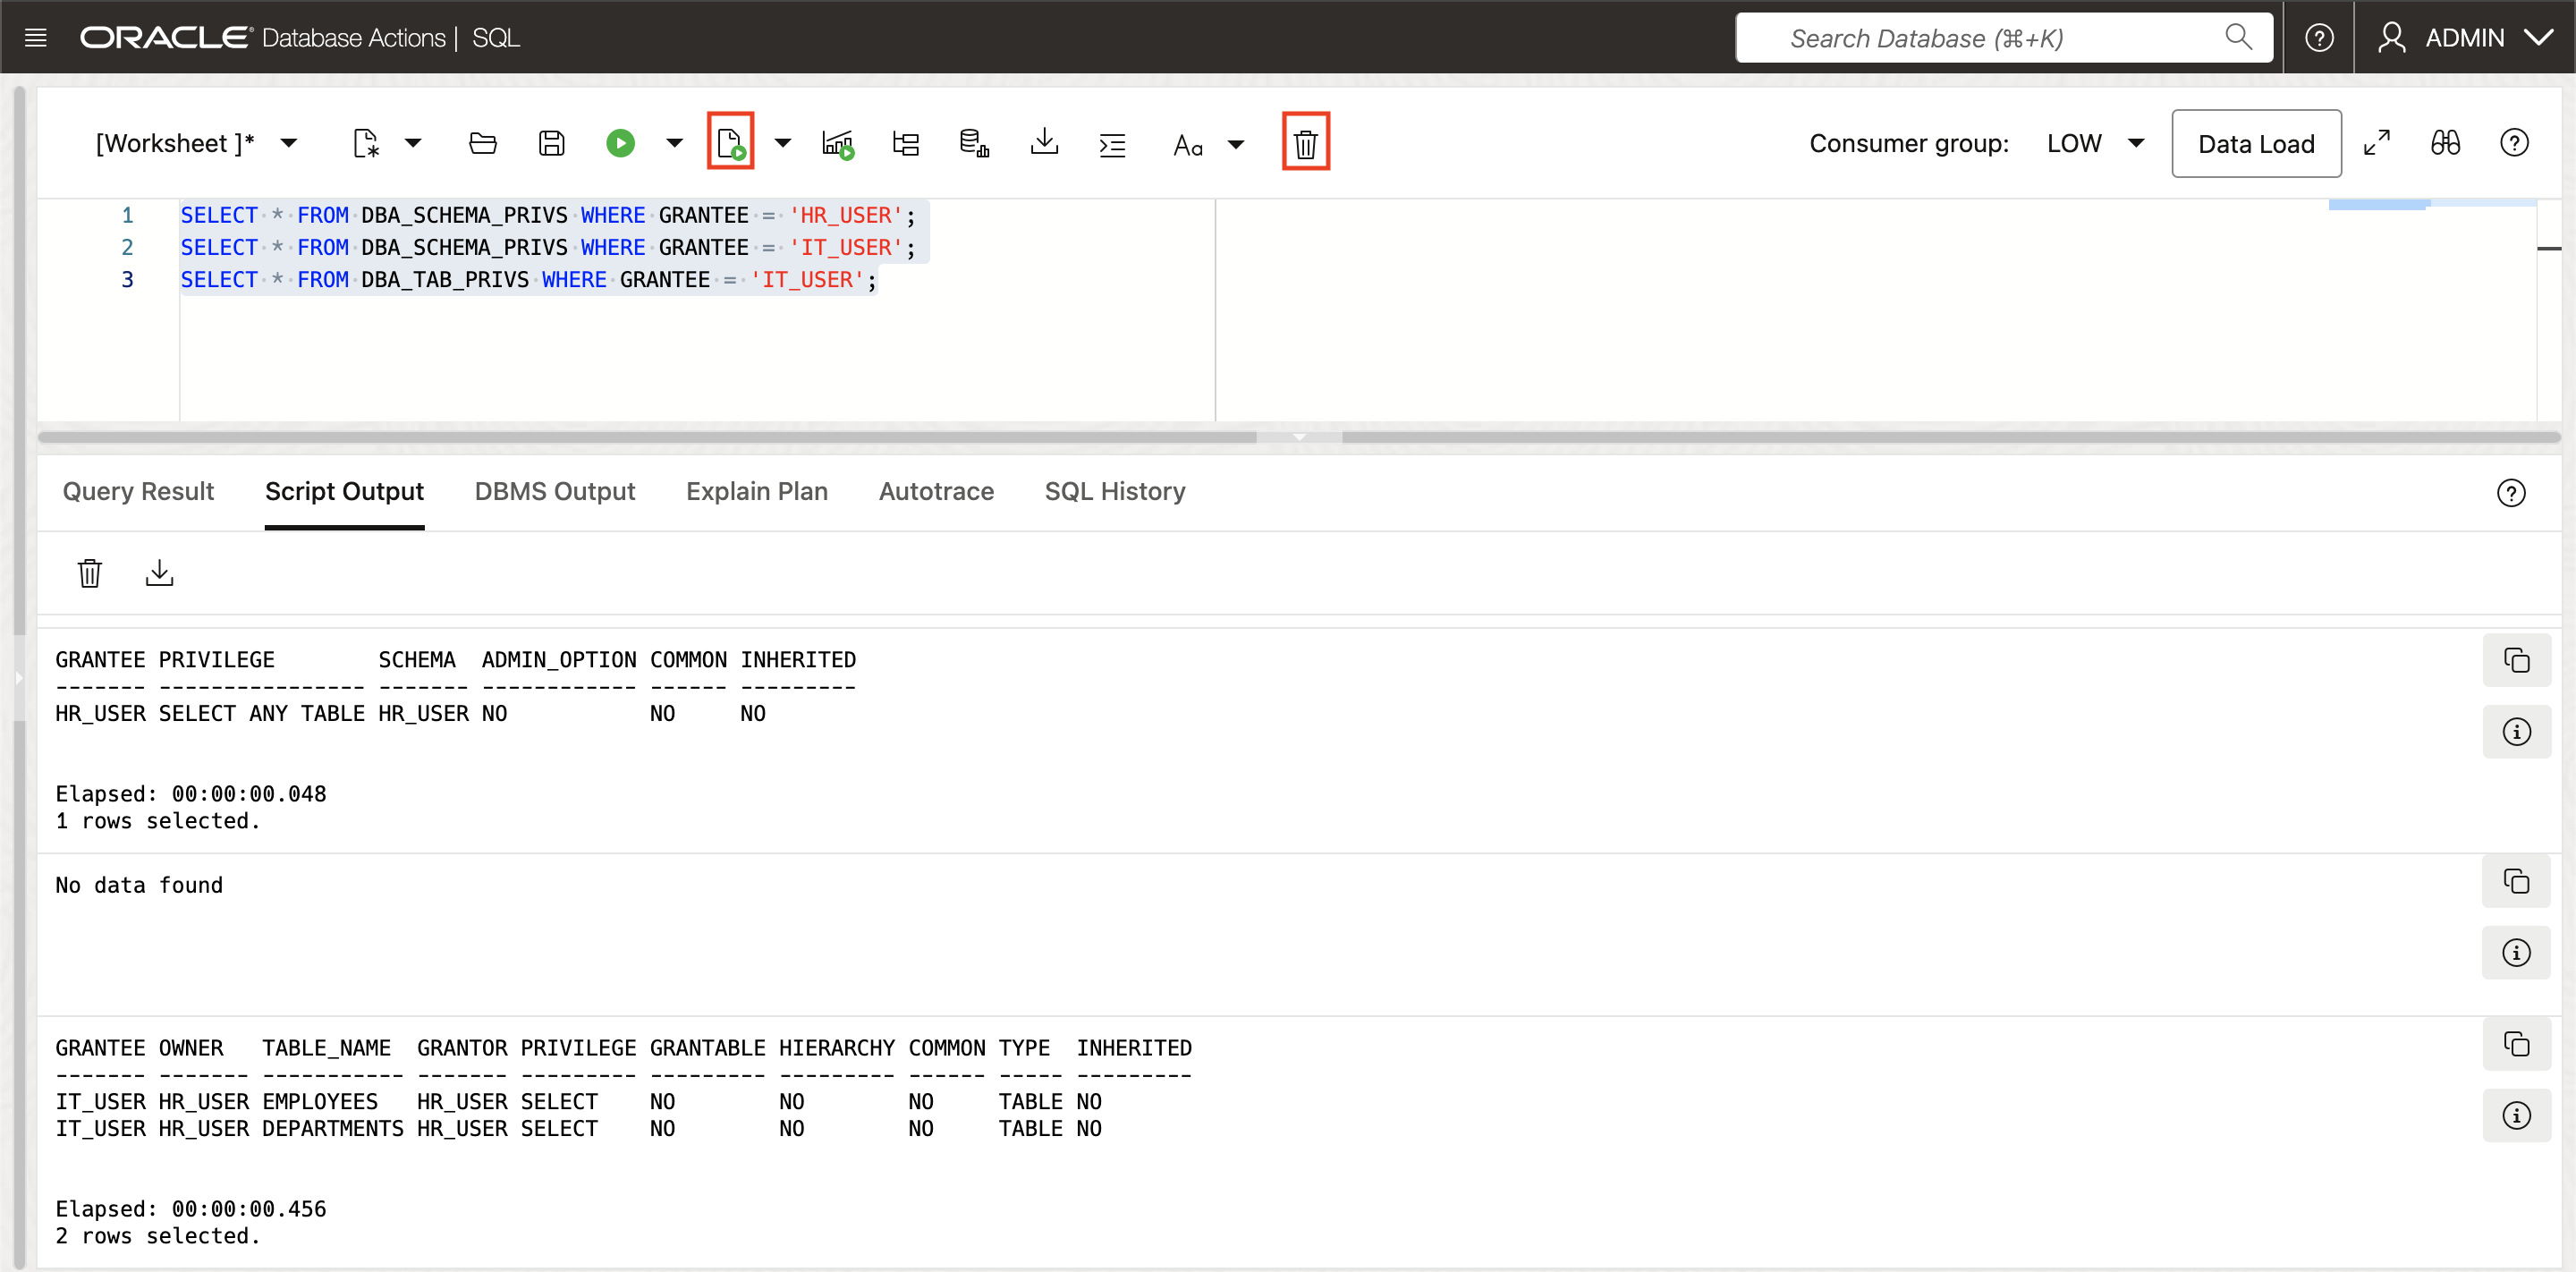 ORACLE Database Actions | SQL
Search Database (⌘+K)
ADMIN
[Worksheet ]*
Aa
Consumer group: LOW
Data Load
1 SELECT * FROM DBA_SCHEMA_PRIVS WHERE GRANTEE = 'HR_USER';
2 SELECT * FROM DBA_SCHEMA_PRIVS WHERE GRANTEE = 'IT_USER';
3 SELECT * FROM DBA_TAB_PRIVS WHERE GRANTEE = 'IT_USER';
Query Result Script Output DBMS Output Explain Plan Autotrace SQL History
GRANTEE PRIVILEGE        SCHEMA  ADMIN_OPTION COMMON INHERITED
------- ---------------- ------- ------------ ------ ---------
HR_USER SELECT ANY TABLE HR_USER NO           NO     NO
Elapsed: 00:00:00.048
1 rows selected.
No data found
GRANTEE OWNER   TABLE_NAME  GRANTOR PRIVILEGE GRANTABLE HIERARCHY COMMON TYPE  INHERITED
------- ------- ----------- ------- --------- --------- --------- ------ ----- ---------
IT_USER HR_USER EMPLOYEES   HR_USER SELECT    NO        NO        NO     TABLE NO
IT_USER HR_USER DEPARTMENTS HR_USER SELECT    NO        NO        NO     TABLE NO
Elapsed: 00:00:00.456
2 rows selected.